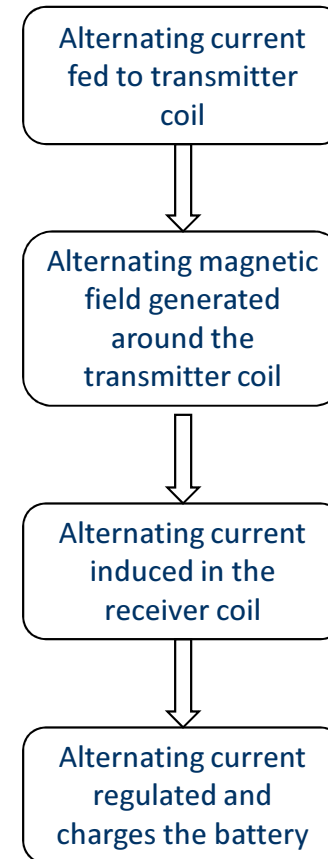 Alternating current
fed to transmitter
coil
Alternating magnetic
field generated
around the
transmitter coil
Alternating current
induced in the
receiver coil
Alternating current
regulated and
charges the battery